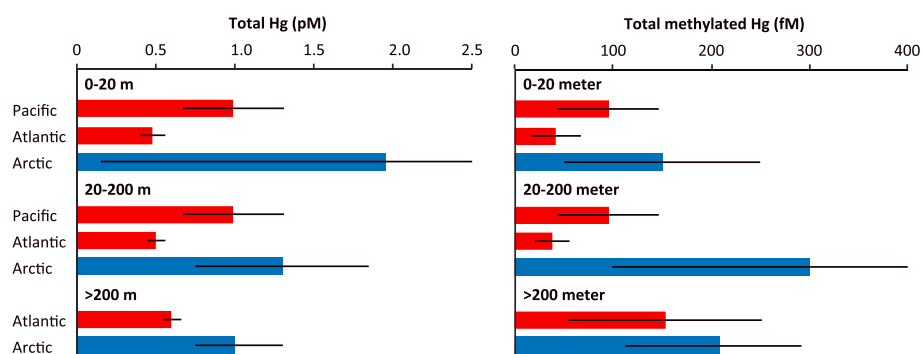 Total Hg (pM)
0 0.5 1.0 1.5 2.0 2.5
0-20 m
Pacific
Atlantic
Arctic
20-200 m
Pacific
Atlantic
Arctic
>200 m
Atlantic
Arctic
Total methylated Hg (fM)
0 100 200 300 400
0-20 meter
20-200 meter
>200 meter